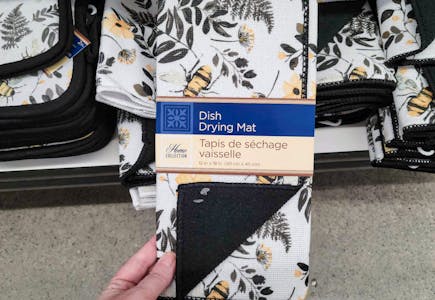 Dish
Drying Mat
Home
COLLECTION
Tapis de séchage
vaisselle